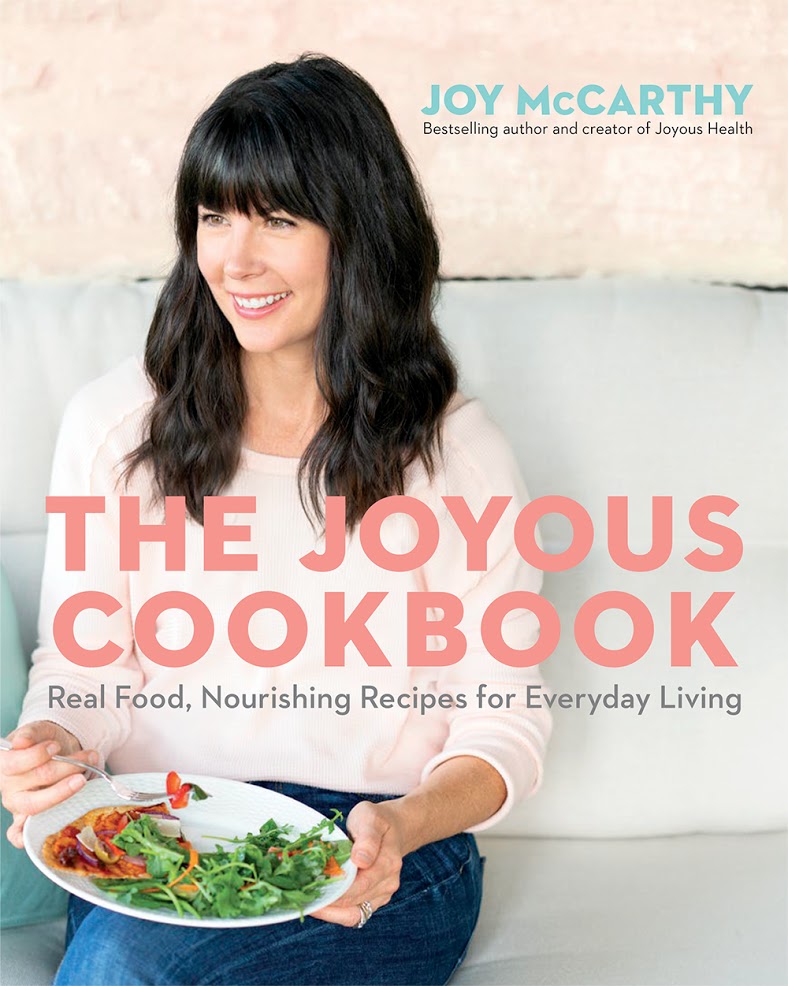 JOY McCARTHY
Bestselling author and creator of Joyous Health
THE JOYOUS
COOKBOOK
Real Food, Nourishing Recipes for Everyday Living